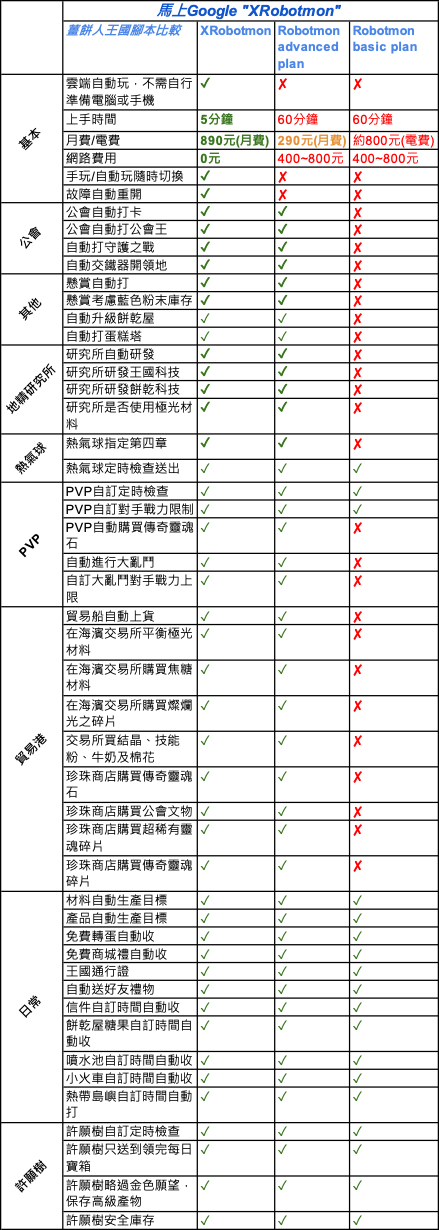 馬上Google "XRobotmon"
薑餅人王國腳本比較 XRobotmon Robotmon Robotmon
advanced basic plan
plan
基本
雲端自動玩，不需自行 ✓ ✗ ✗
準備電腦或手機
上手時間 5分鐘 60分鐘 60分鐘
月費/電費 890元(月費) 290元(月費) 約800元(電費)
網路費用 0元 400~800元 400~800元
手玩/自動玩隨時切換 ✓ ✗ ✗
故障自動重開 ✓ ✗ ✗
公會
公會自動打卡 ✓ ✓ ✗
公會自動打公會王 ✓ ✓ ✗
自動打守護之戰 ✓ ✓ ✗
自動交鐵器開領地 ✓ ✓ ✗
其他
懸賞自動打 ✓ ✓ ✗
懸賞考慮藍色粉末庫存 ✓ ✓ ✗
自動升級餅乾屋 ✓ ✓ ✗
自動打蛋糕塔 ✓ ✓ ✗
地精研究所
研究所自動研發 ✓ ✓ ✗
研究所研發王國科技 ✓ ✓ ✗
研究所研發餅乾科技 ✓ ✓ ✗
研究所是否使用極光材 ✓ ✓ ✗
料
熱氣球
熱氣球指定第四章 ✓ ✓ ✗
熱氣球定時檢查送出 ✓ ✓ ✓
PVP
PVP自訂定時檢查 ✓ ✓ ✓
PVP自訂對手戰力限制 ✓ ✓ ✓
PVP自動購買傳奇靈魂 ✓ ✓ ✗
石
自動進行大亂鬥 ✓ ✓ ✗
自訂大亂鬥對手戰力上 ✓ ✓ ✗
限
貿易港
貿易船自動上貨 ✓ ✓ ✗
在海濱交易所平衡極光 ✓ ✓ ✗
材料
在海濱交易所購買焦糖 ✓ ✓ ✗
材料
在海濱交易所購買燦爛 ✓ ✓ ✗
光之碎片
交易所買結晶、技能 ✓ ✓ ✗
粉、牛奶及棉花
珍珠商店購買傳奇靈魂 ✓ ✓ ✗
石
珍珠商店購買公會文物 ✓ ✓ ✗
珍珠商店購買超稀有靈 ✓ ✓ ✗
魂碎片
珍珠商店購買傳奇靈魂 ✓ ✓ ✗
碎片
日常
材料自動生產目標 ✓ ✓ ✓
產品自動生產目標 ✓ ✓ ✓
免費轉蛋自動收 ✓ ✓ ✓
免費商城禮自動收 ✓ ✓ ✓
王國通行證 ✓ ✓ ✓
自動送好友禮物 ✓ ✓ ✓
信件自訂時間自動收 ✓ ✓ ✓
餅乾屋糖果自訂時間自 ✓ ✓ ✓
動收
噴水池自訂時間自動收 ✓ ✓ ✓
小火車自訂時間自動收 ✓ ✓ ✓
熱帶島嶼自訂時間自動 ✓ ✓ ✓
打
許願樹
許願樹自訂定時檢查 ✓ ✓ ✓
許願樹只送到領完每日 ✓ ✓ ✓
寶箱
許願樹略過金色願望， ✓ ✓ ✓
保存高級產物
許願樹安全庫存 ✓ ✓ ✓